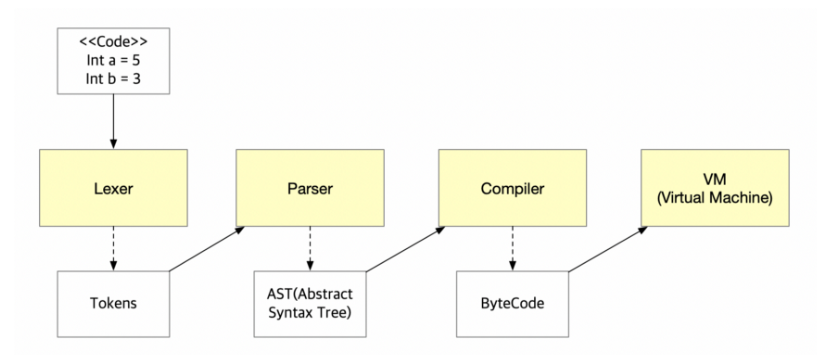 <<Code>>
Int a = 5
Int b = 3
Lexer
Parser
Compiler
VM
(Virtual Machine)
Tokens
AST(Abstract
Syntax Tree)
ByteCode